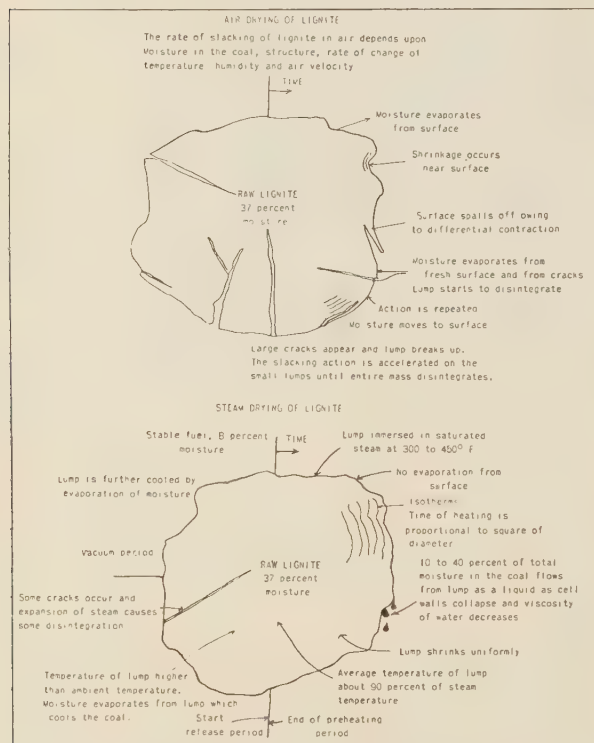 AIR DRYING OF LIGNITE
The rate of slacking of lignite in air depends upon
Moisture in the coal, structure, rate of change of
temperature humidity and air velocity
TIME
Moisture evaporates
from surface
Shrinkage occurs
near surface
RAW LIGNITE
37 percent
moisture
Surface spalls off owing
to differential contraction
Moisture evaporates from
fresh surface and from cracks
Lump starts to disintegrate
Action is repeated
Moisture moves to surface
Large cracks appear and lump breaks up.
The slacking action is accelerated on the
small lumps until entire mass disintegrates.
STEAM DRYING OF LIGNITE
Stable fuel, 8 percent
moisture
TIME
Lump immersed in saturated
steam at 300 to 450° F
No evaporation from
surface
Lump is further cooled by
evaporation of moisture
Isotherms
Time of heating is
proportional to square of
diameter
Vacuum period
RAW LIGNITE
37 percent
moisture
10 to 40 percent of total
moisture in the coal flows
from lump as a liquid as cell
walls collapse and viscosity
of water decreases
Some cracks occur and
expansion of steam causes
some disintegration
Lump shrinks uniformly
Temperature of lump higher
than ambient temperature.
Moisture evaporates from lump which
cools the coal.
Average temperature of lump
about 90 percent of steam
temperature
Start
release period
End of preheating
period